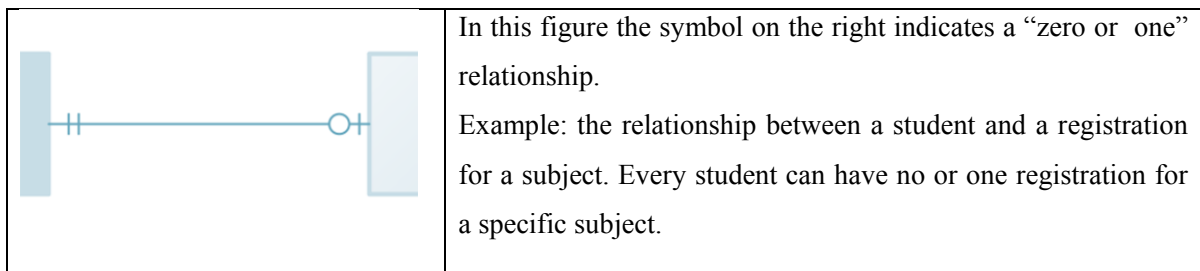 In this figure the symbol on the right indicates a “zero or one”
relationship.
Example: the relationship between a student and a registration
for a subject. Every student can have no or one registration for
a specific subject.